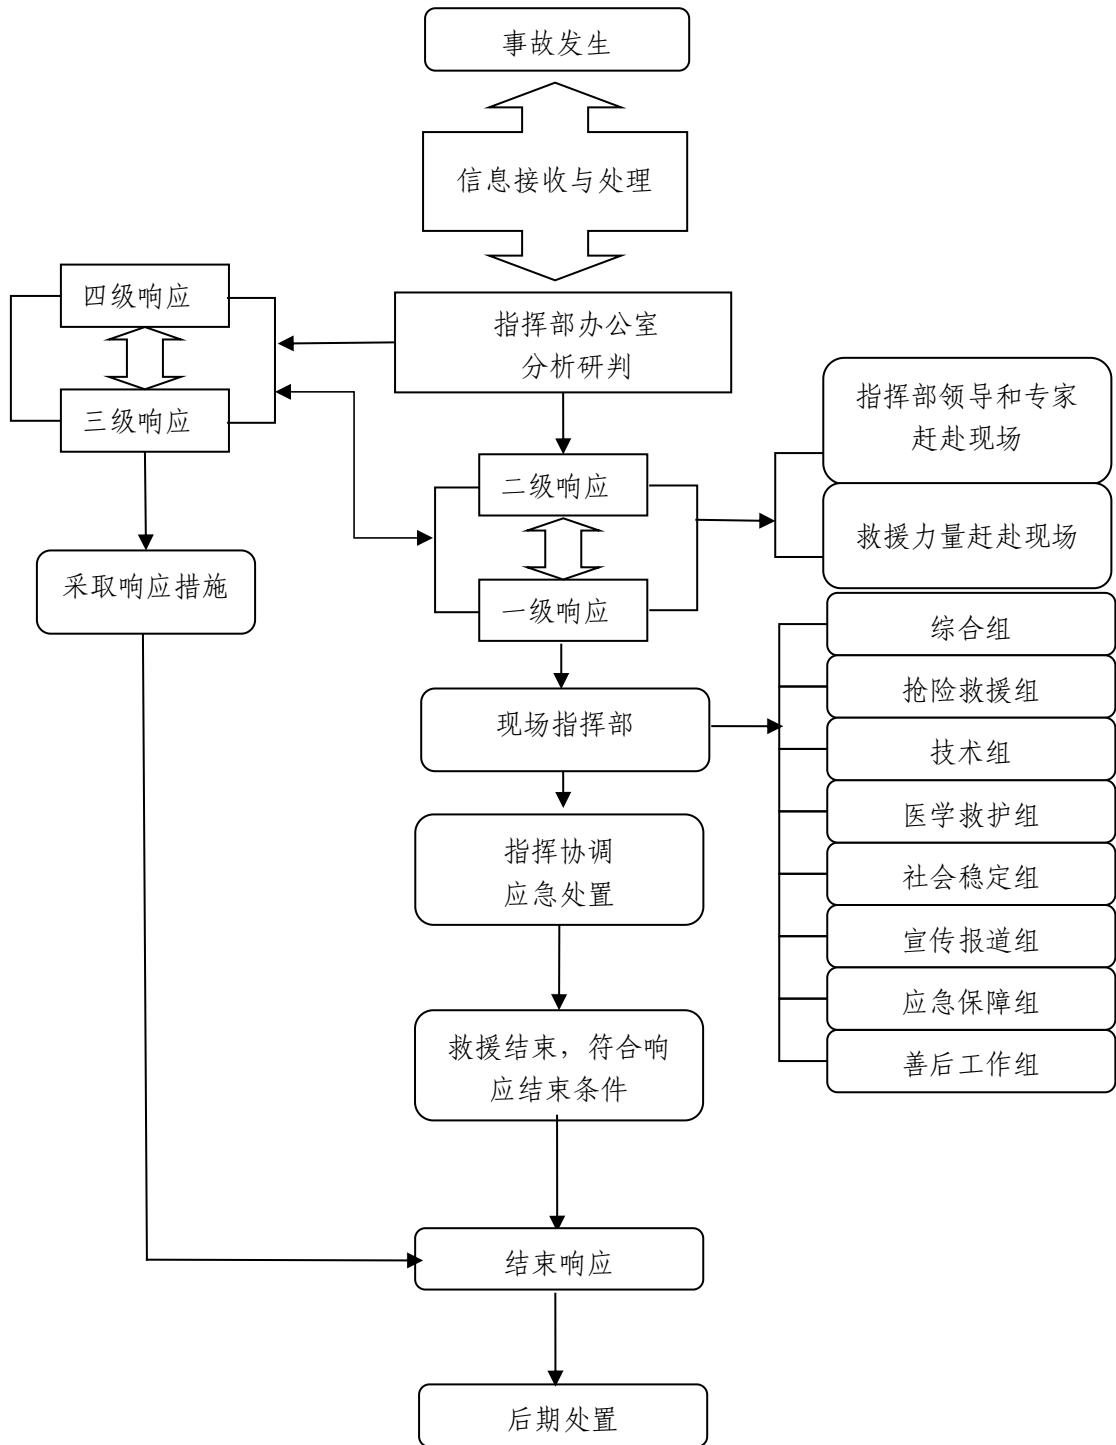 事故发生
信息接收与处理
四级响应
指挥部办公室
分析研判
三级响应
指挥部领导和专家
赶赴现场
二级响应
救援力量赶赴现场
采取响应措施
一级响应
综合组
抢险救援组
现场指挥部
技术组
医学救护组
指挥协调
应急处置
社会稳定组
宣传报道组
应急保障组
救援结束，符合响
应结束条件
善后工作组
结束响应
后期处置